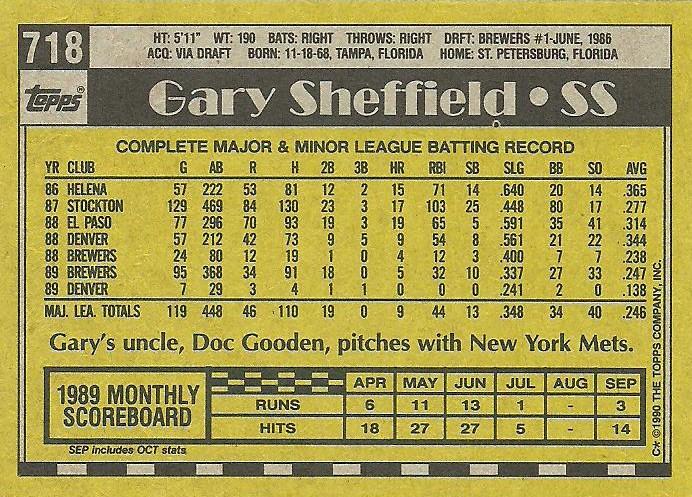 718
HT: 5'11" WT: 190 BATS: RIGHT THROWS: RIGHT DRFT: BREWERS #1-JUNE, 1986
ACQ: VIA DRAFT BORN: 11-18-68, TAMPA, FLORIDA HOME: ST. PETERSBURG, FLORIDA
topps®
Gary Sheffield • SS
COMPLETE MAJOR & MINOR LEAGUE BATTING RECORD
YR CLUB G AB R H 2B 3B HR RBI SB SLG BB SO AVG
86 HELENA 57 222 53 81 12 2 15 71 14 .640 20 14 .365
87 STOCKTON 129 469 84 130 23 3 17 103 25 .448 80 17 .277
88 EL PASO 77 296 70 93 19 3 19 65 5 .591 35 41 .314
88 DENVER 57 212 42 73 9 5 9 54 8 .561 21 22 .344
88 BREWERS 24 80 12 19 1 0 4 12 3 .400 7 7 .238
89 BREWERS 95 368 34 91 18 0 5 32 10 .337 27 33 .247
89 DENVER 7 29 3 4 1 1 0 0 0 .241 2 0 .138
MAJ. LEA. TOTALS 119 448 46 110 19 0 9 44 13 .348 34 40 .246
Gary's uncle, Doc Gooden, pitches with New York Mets.
1989 MONTHLY SCOREBOARD
APR MAY JUN JUL AUG SEP
RUNS 6 11 13 1 - 3
HITS 18 27 27 5 - 14
SEP includes OCT stats
C* © 1990 THE TOPPS COMPANY, INC.